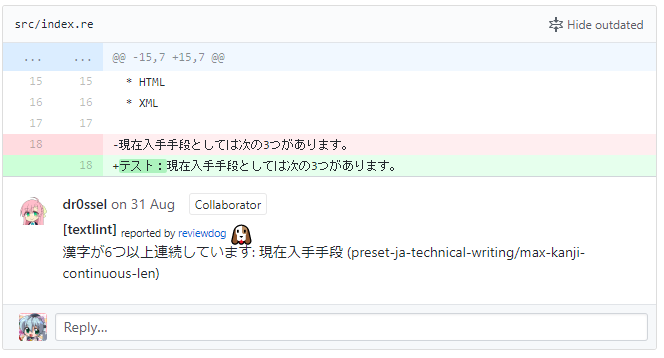 src/index.re Hide outdated
... ... @@ -15,7 +15,7 @@
15 15 * HTML
16 16 * XML
17 17 17
18 -現在入手手段としては次の3つがあります。
18 +テスト：現在入手手段としては次の3つがあります。
dr0ssel on 31 Aug Collaborator
[textlint] reported by reviewdog
漢字が6つ以上連続しています: 現在入手手段 (preset-ja-technical-writing/max-kanji-
continuous-len)
Reply...